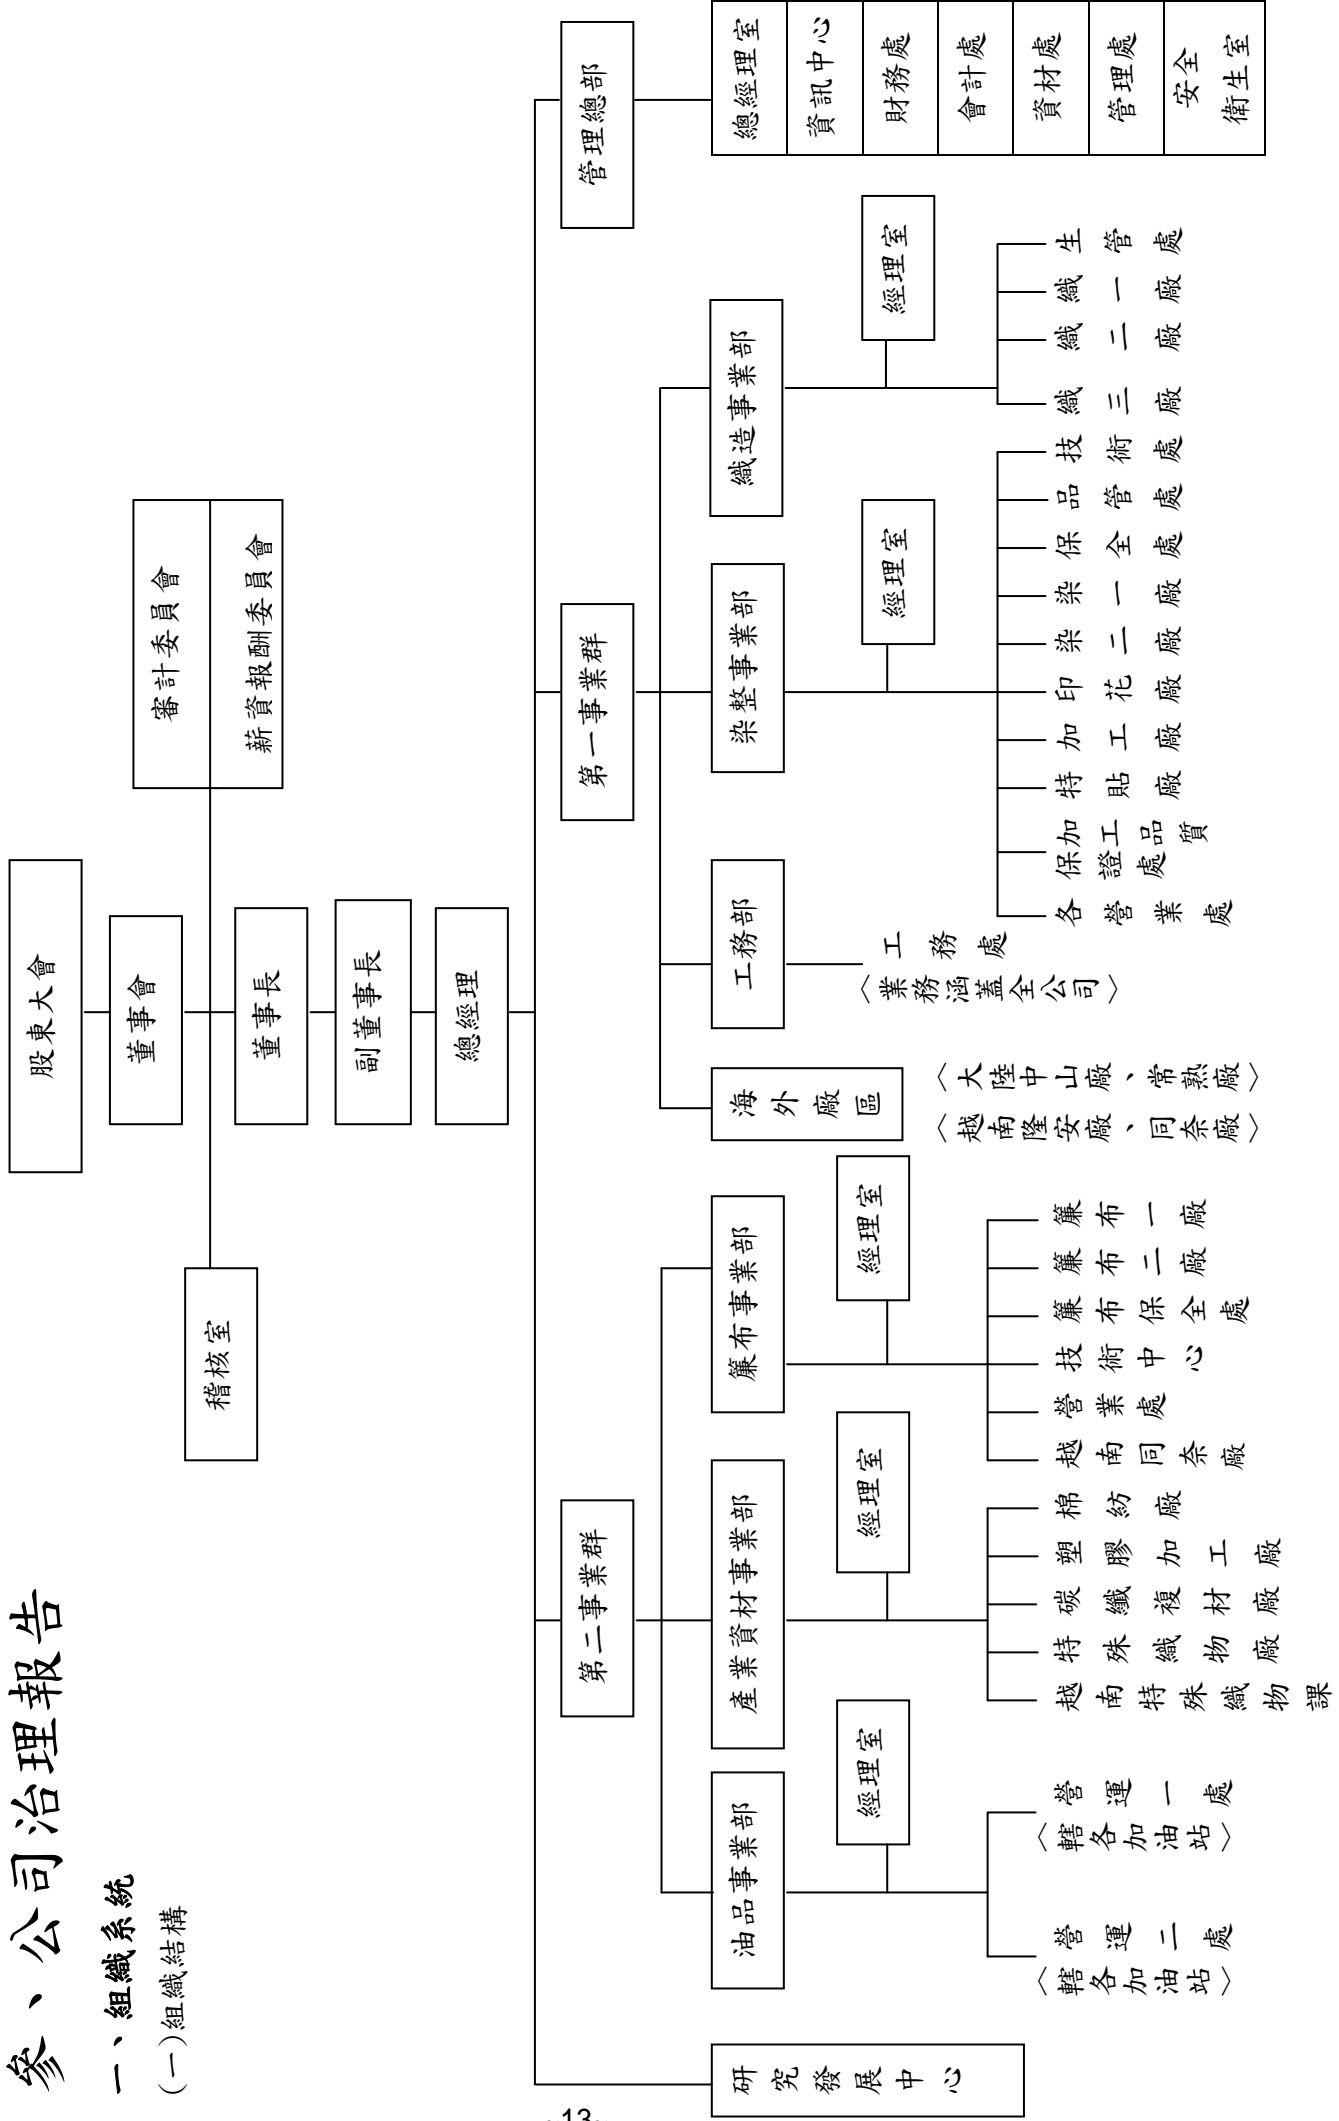 參、公司治理報告
一、組織系統
(一)組織結構
股東大會
董事會
審計委員會
薪資報酬委員會
稽核室
董事長
副董事長
總經理
研究發展中心
第二事業群
第一事業群
管理總部
油品事業部
經理室
營運二處
〈轄各加油站〉
營運一處
〈轄各加油站〉
產業資材事業部
經理室
越南特殊織物課
特殊織物廠
碳纖複材廠
塑膠加工廠
棉紡廠
簾布事業部
經理室
越南同奈廠
營業處
技術中心
簾布保全處
簾布二廠
簾布一廠
海外廠區
〈越南隆安廠、同奈廠〉
〈大陸中山廠、常熟廠〉
工務部
工務處
〈業務涵蓋全公司〉
染整事業部
經理室
各營業處
保證處質
加工品
特貼廠
加工廠
印花廠
染二廠
染一廠
保全處
品管處
技術處
織造事業部
經理室
織三廠
織二廠
織一廠
生管處
總經理室
資訊中心
財務處
會計處
資材處
管理處
安全
衛生室
13